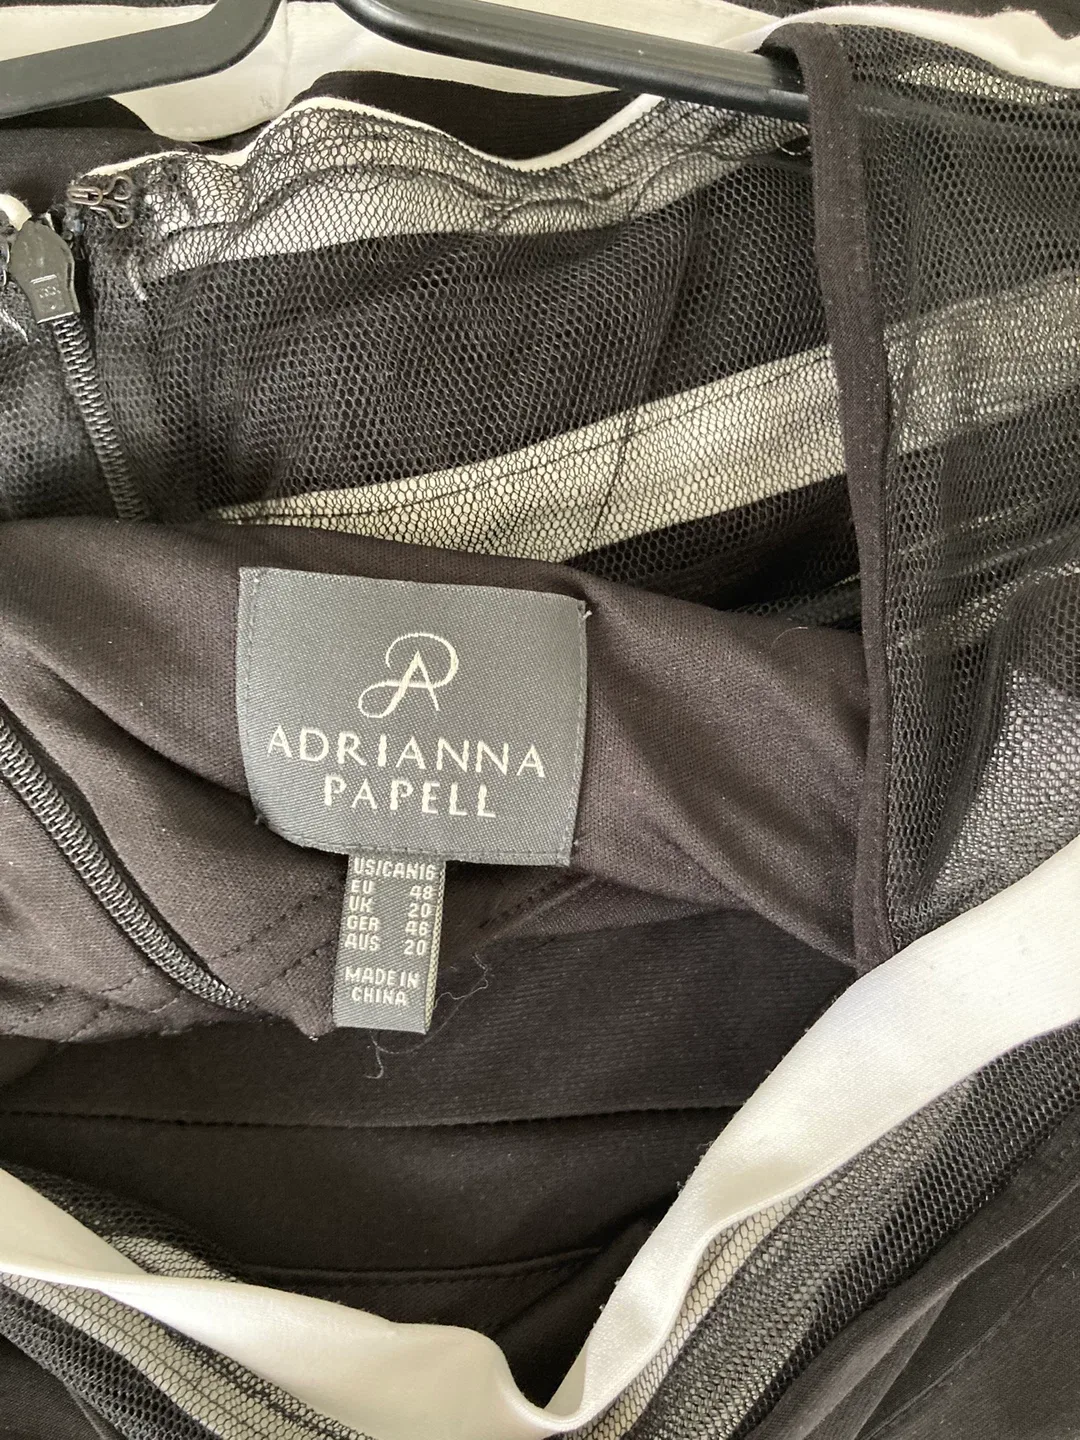 AP
ADRIANNA
PAPELL
US/CAN16
EU 48
UK 20
GER 46
AUS 20
MADE IN
CHINA